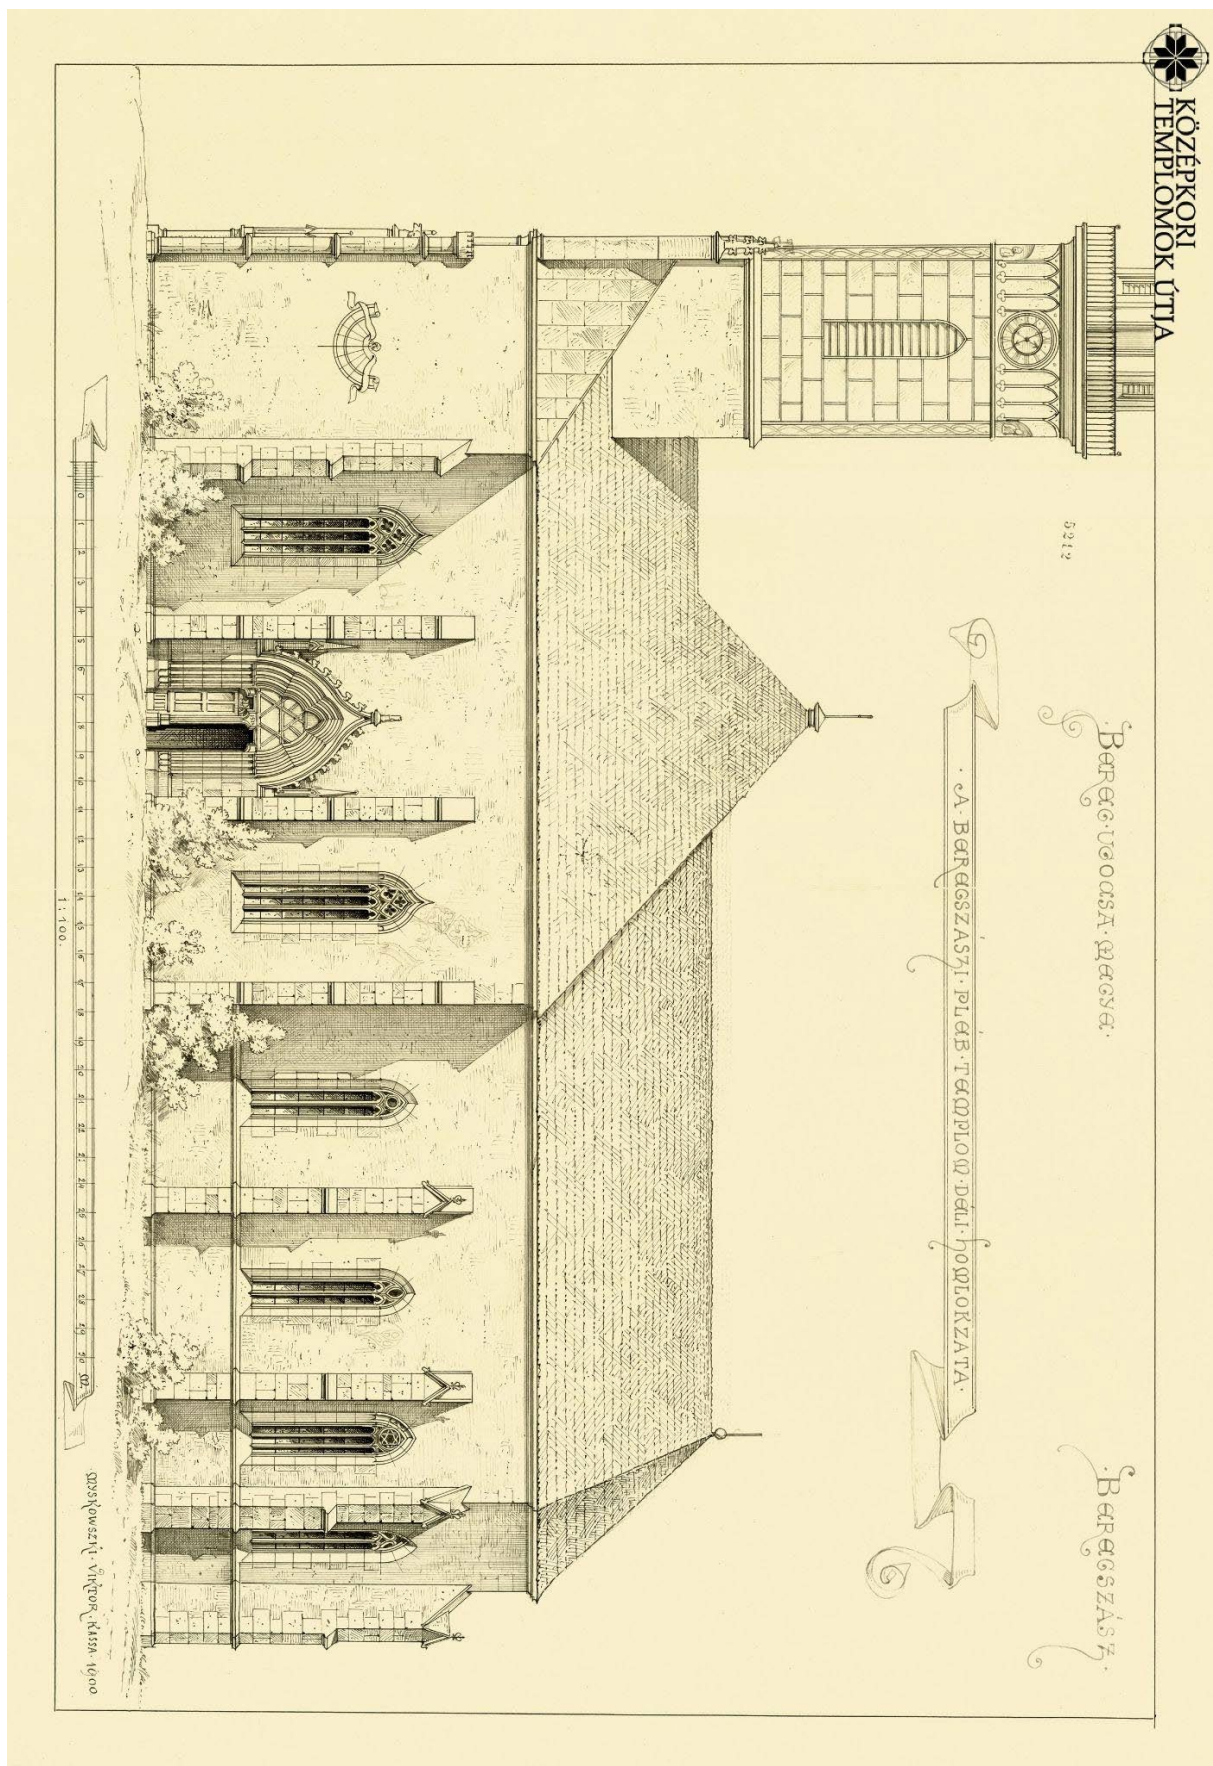 KÖZÉPKORI
TEMPLOMOK ÚTJA
5212
·BEREG·UGOCSA·MEGYE·
·BEREGSZÁSZ·
·A·BEREGSZÁSZI·PLÉB·TEMPLOM·DÉLI·HOMLOKZATA·
0 1 2 3 4 5 6 7 8 9 10 11 12 13 14 15 16 17 18 19 20 21 22 23 24 25 26 27 28 29 30 M.
1:100.
MYSKOWSZKI·VIKTOR·KASSA·1900